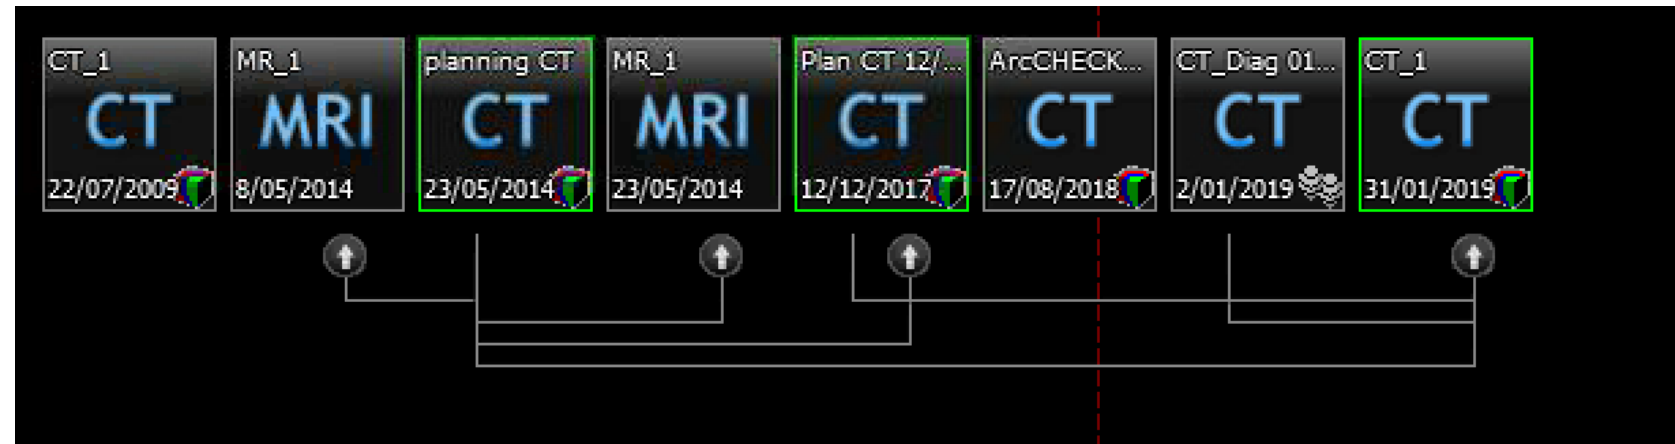 CT_1
CT
22/07/2009
MR_1
MRI
8/05/2014
planning CT
CT
23/05/2014
MR_1
MRI
23/05/2014
Plan CT 12/...
CT
12/12/2017
ArcCHECK...
CT
17/08/2018
CT_Diag 01...
CT
2/01/2019
CT_1
CT
31/01/2019